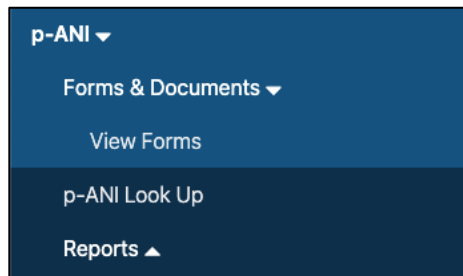 p-ANI
Forms & Documents
View Forms
p-ANI Look Up
Reports